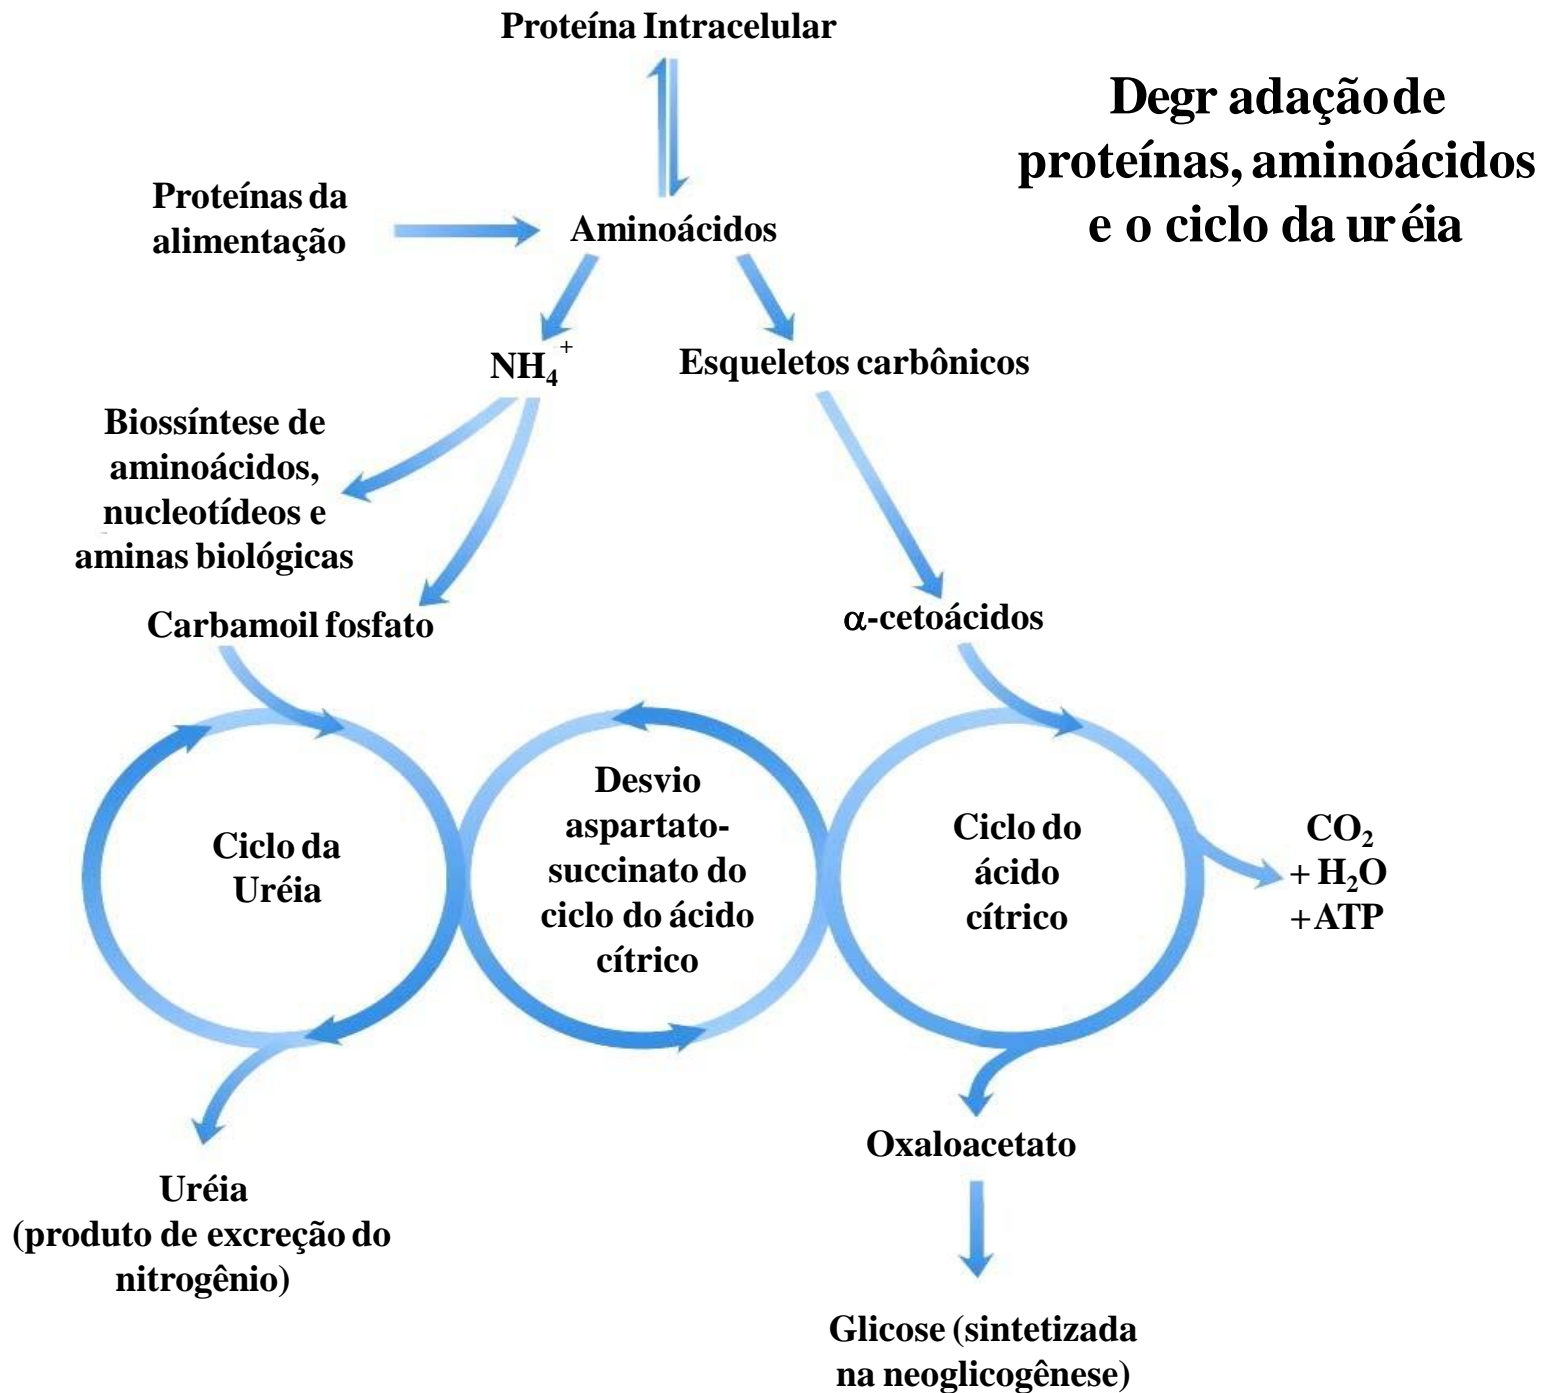 Proteína Intracelular
Degr adação de
proteínas, aminoácidos
e o ciclo da uréia
Proteínas da
alimentação
Aminoácidos
NH₄⁺
Esqueletos carbônicos
Biossíntese de
aminoácidos,
nucleotídeos e
aminas biológicas
Carbamoil fosfato
α-cetoácidos
Ciclo da
Uréia
Desvio
aspartato-
succinato do
ciclo do ácido
cítrico
Ciclo do
ácido
cítrico
CO₂
+ H₂O
+ ATP
Oxaloacetato
Uréia
(produto de excreção do
nitrogênio)
Glicose (sintetizada
na neoglicogênese)